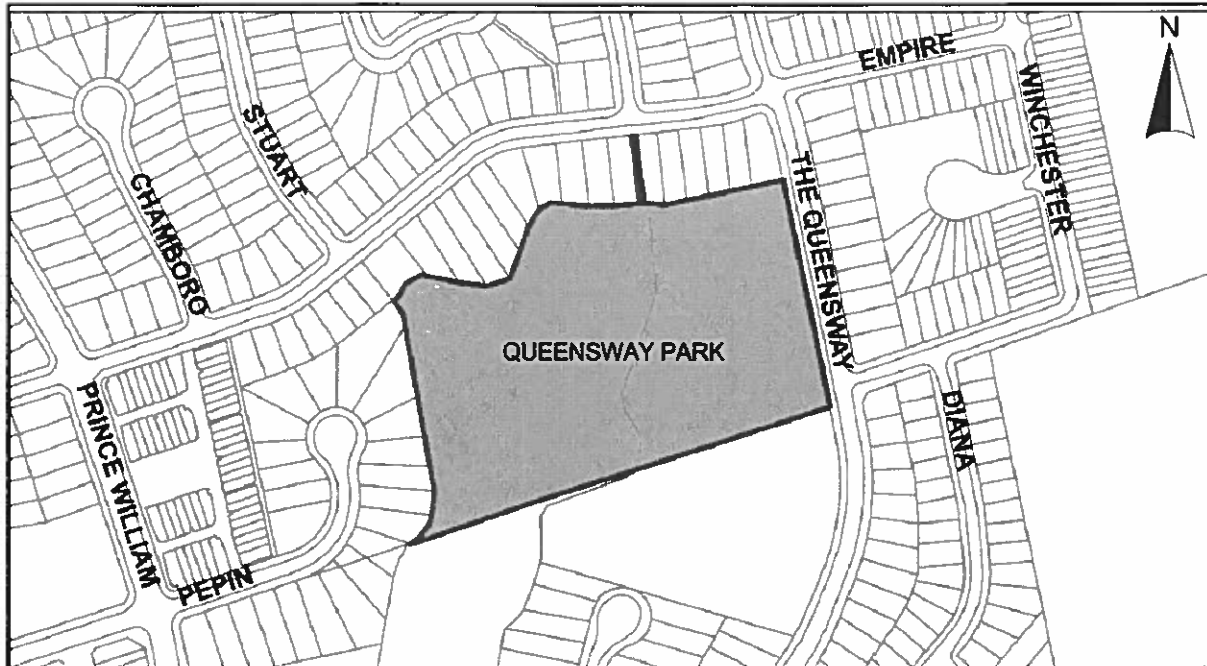 N
EMPIRE
WINCHESTER
STUART
CHAMBORO
THE QUEENSWAY
QUEENSWAY PARK
DIANA
PRINCE WILLIAM
PEPIN